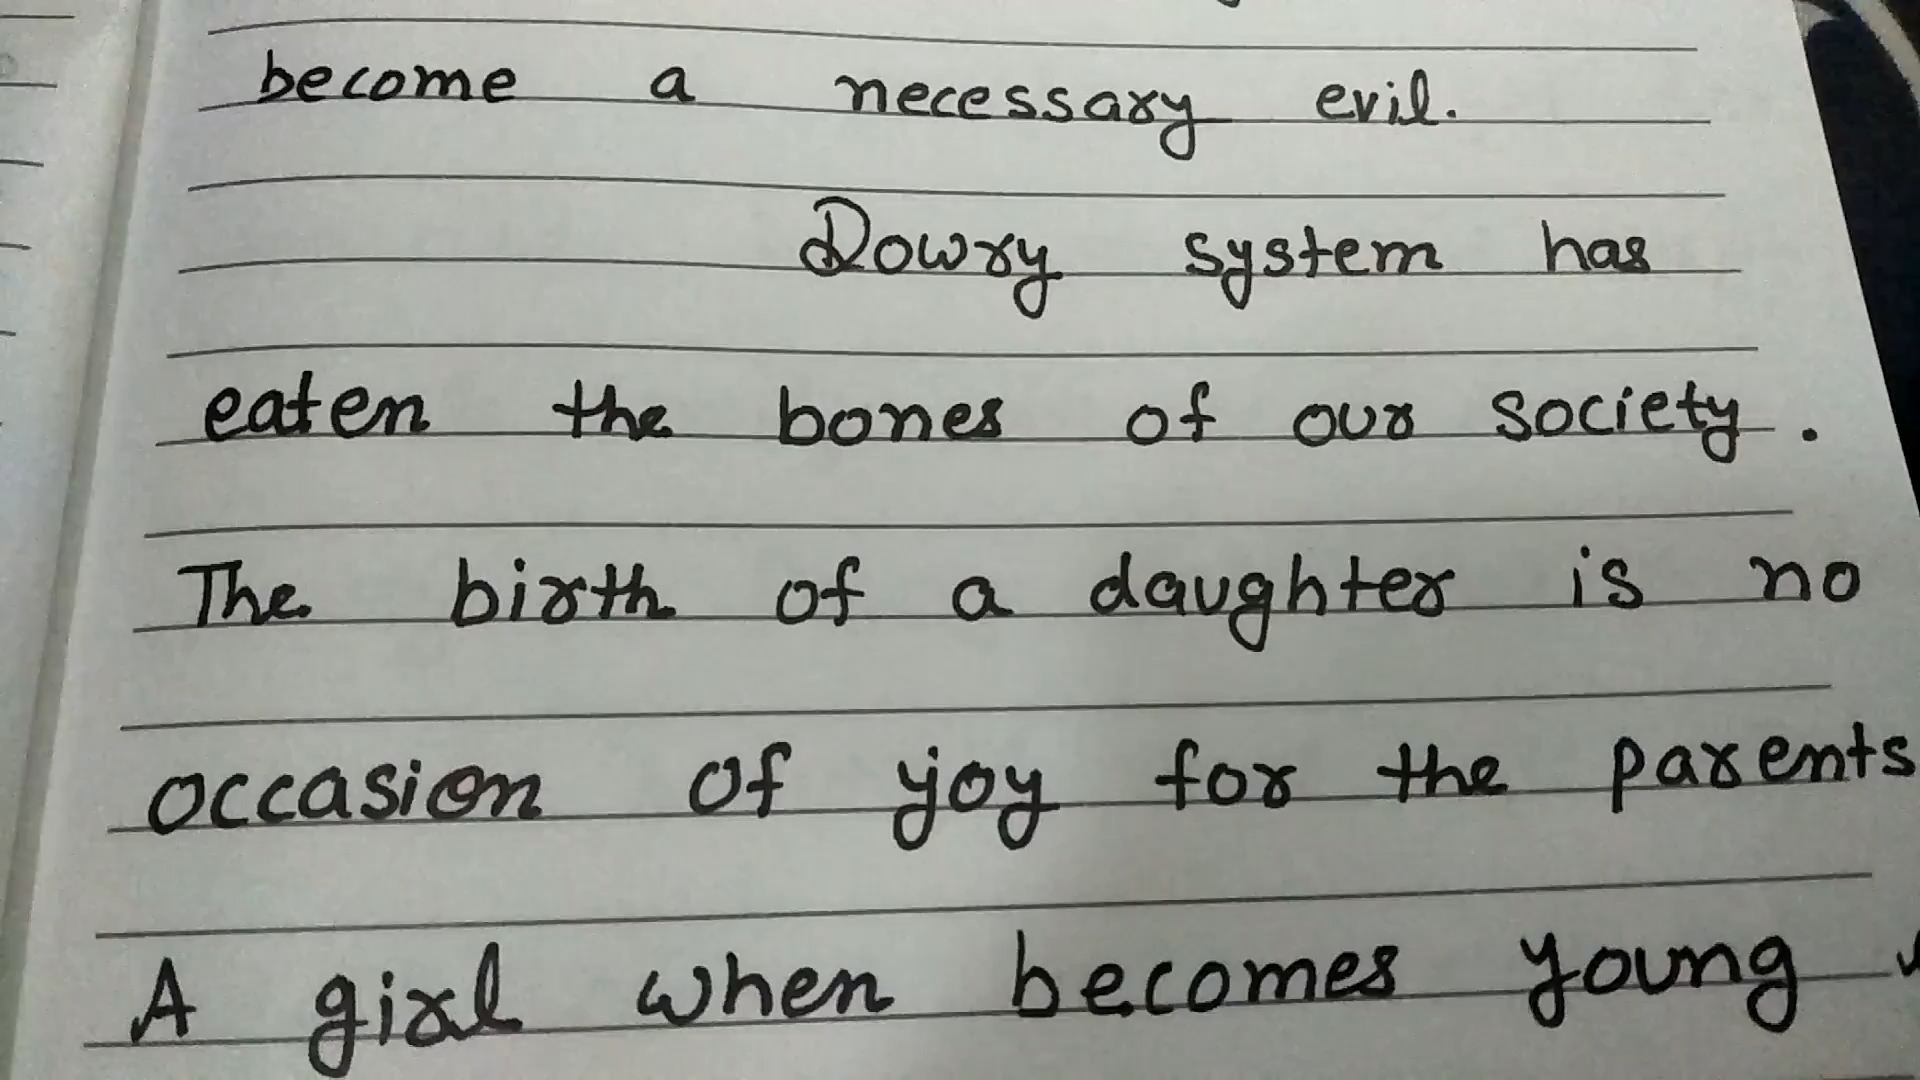 become a necessary evil.
Dowry system has
eaten the bones of our society.
The birth of a daughter is no
occasion of joy for the parents
A girl when becomes young